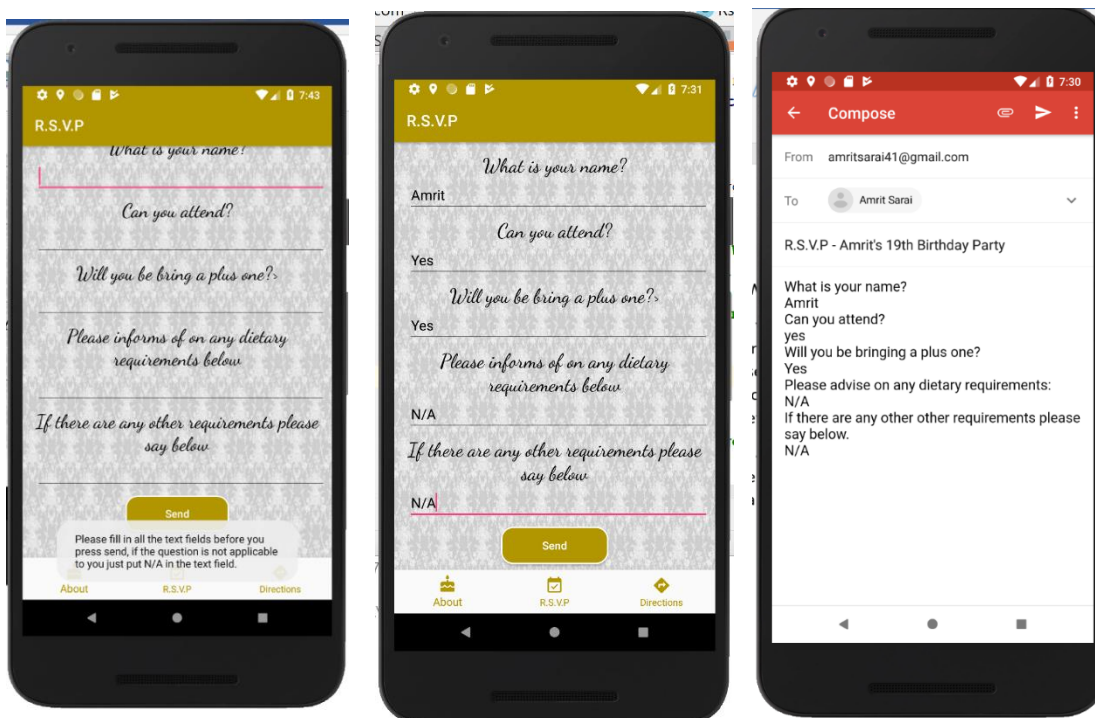 7:43
R.S.V.P
What is your name?
Can you attend?
Will you be bring a plus one?>
Please informs of on any dietary
requirements below
If there are any other requirements please
say below
Send
Please fill in all the text fields before you
press send, if the question is not applicable
to you just put N/A in the text field.
About
R.S.V.P
Directions
com
7:31
R.S.V.P
What is your name?
Amrit
Can you attend?
Yes
Will you be bring a plus one?>
Yes
Please informs of on any dietary
requirements below
N/A
If there are any other requirements please
say below
N/A
Send
About
R.S.V.P
Directions
7:30
Compose
From amritsarai41@gmail.com
To Amrit Sarai
R.S.V.P - Amrit's 19th Birthday Party
What is your name?
Amrit
Can you attend?
yes
Will you be bringing a plus one?
Yes
Please advise on any dietary requirements:
N/A
If there are any other other requirements please
say below.
N/A